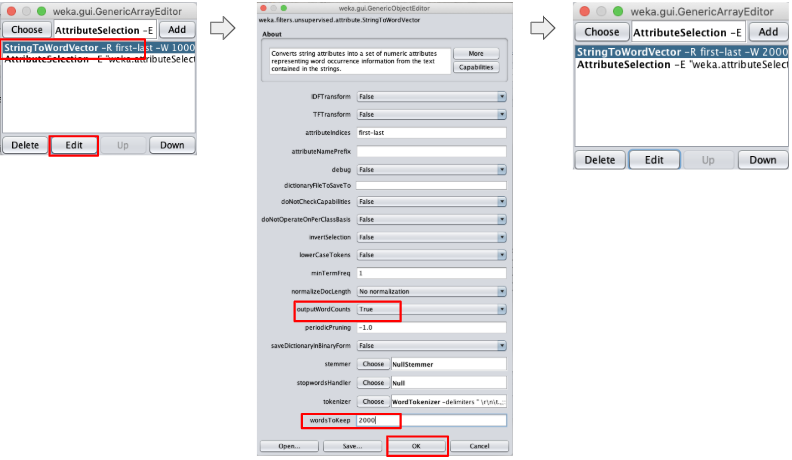 weka.gui.GenericArrayEditor
Choose AttributeSelection -E Add
StringToWordVector -R first-last -W 1000
AttributeSelection -E "weka.attributeSelect
Delete Edit Up Down
weka.gui.GenericObjectEditor
weka.filters.unsupervised.attribute.StringToWordVector
About
Converts string attributes into a set of numeric attributes
representing word occurrence information from the text
contained in the strings.
More
Capabilities
IDFTransform False
TFTransform False
attributeIndices first-last
attributeNamePrefix
debug False
dictionaryFileToSaveTo
doNotCheckCapabilities False
doNotOperateOnPerClassBasis False
invertSelection False
lowerCaseTokens False
minTermFreq 1
normalizeDocLength No normalization
outputWordCounts True
periodicPruning -1.0
saveDictionaryInBinaryForm False
stemmer Choose NullStemmer
stopwordsHandler Choose Null
tokenizer Choose WordTokenizer -delimiters " \r\n\t.,;:
wordsToKeep 2000
Open... Save... OK Cancel
weka.gui.GenericArrayEditor
Choose AttributeSelection -E Add
StringToWordVector -R first-last -W 2000
AttributeSelection -E "weka.attributeSelect
Delete Edit Up Down